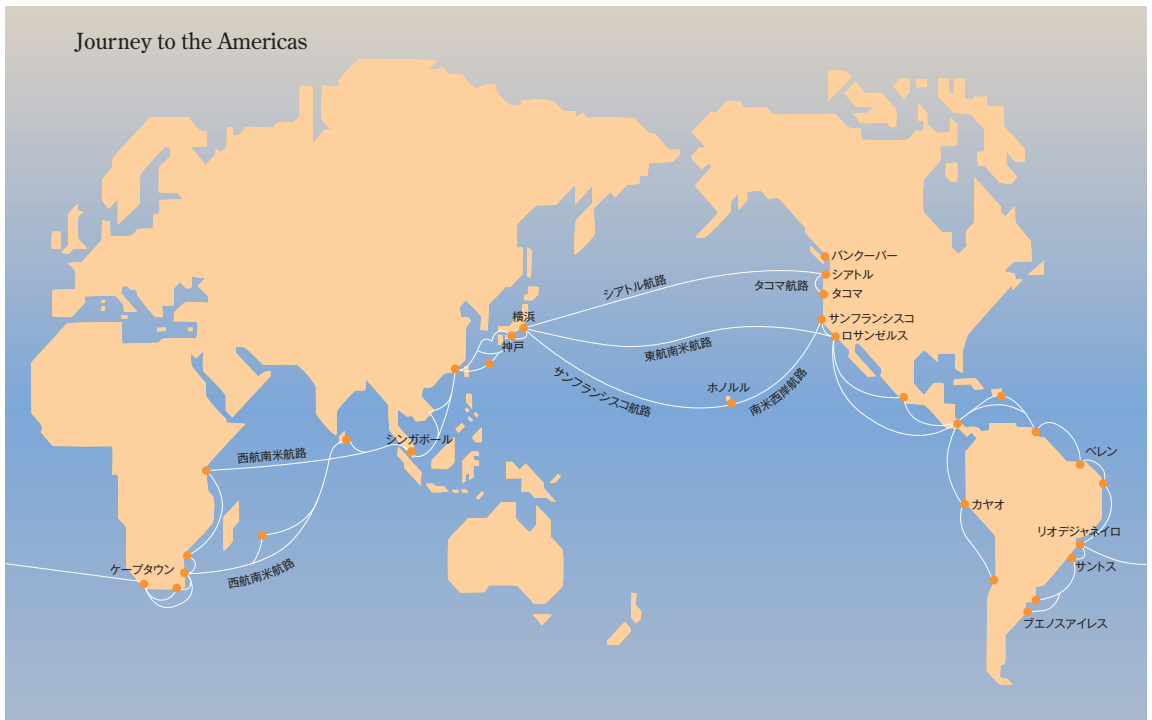 Journey to the Americas
バンクーバー
シアトル
シアトル航路
タコマ航路
タコマ
横浜
サンフランシスコ
ロサンゼルス
神戸
東航南米航路
サンフランシスコ航路
ホノルル
南米西岸航路
シンガポール
西航南米航路
ベレン
カヤオ
リオデジャネイロ
ケープタウン
西航南米航路
サントス
ブエノスアイレス